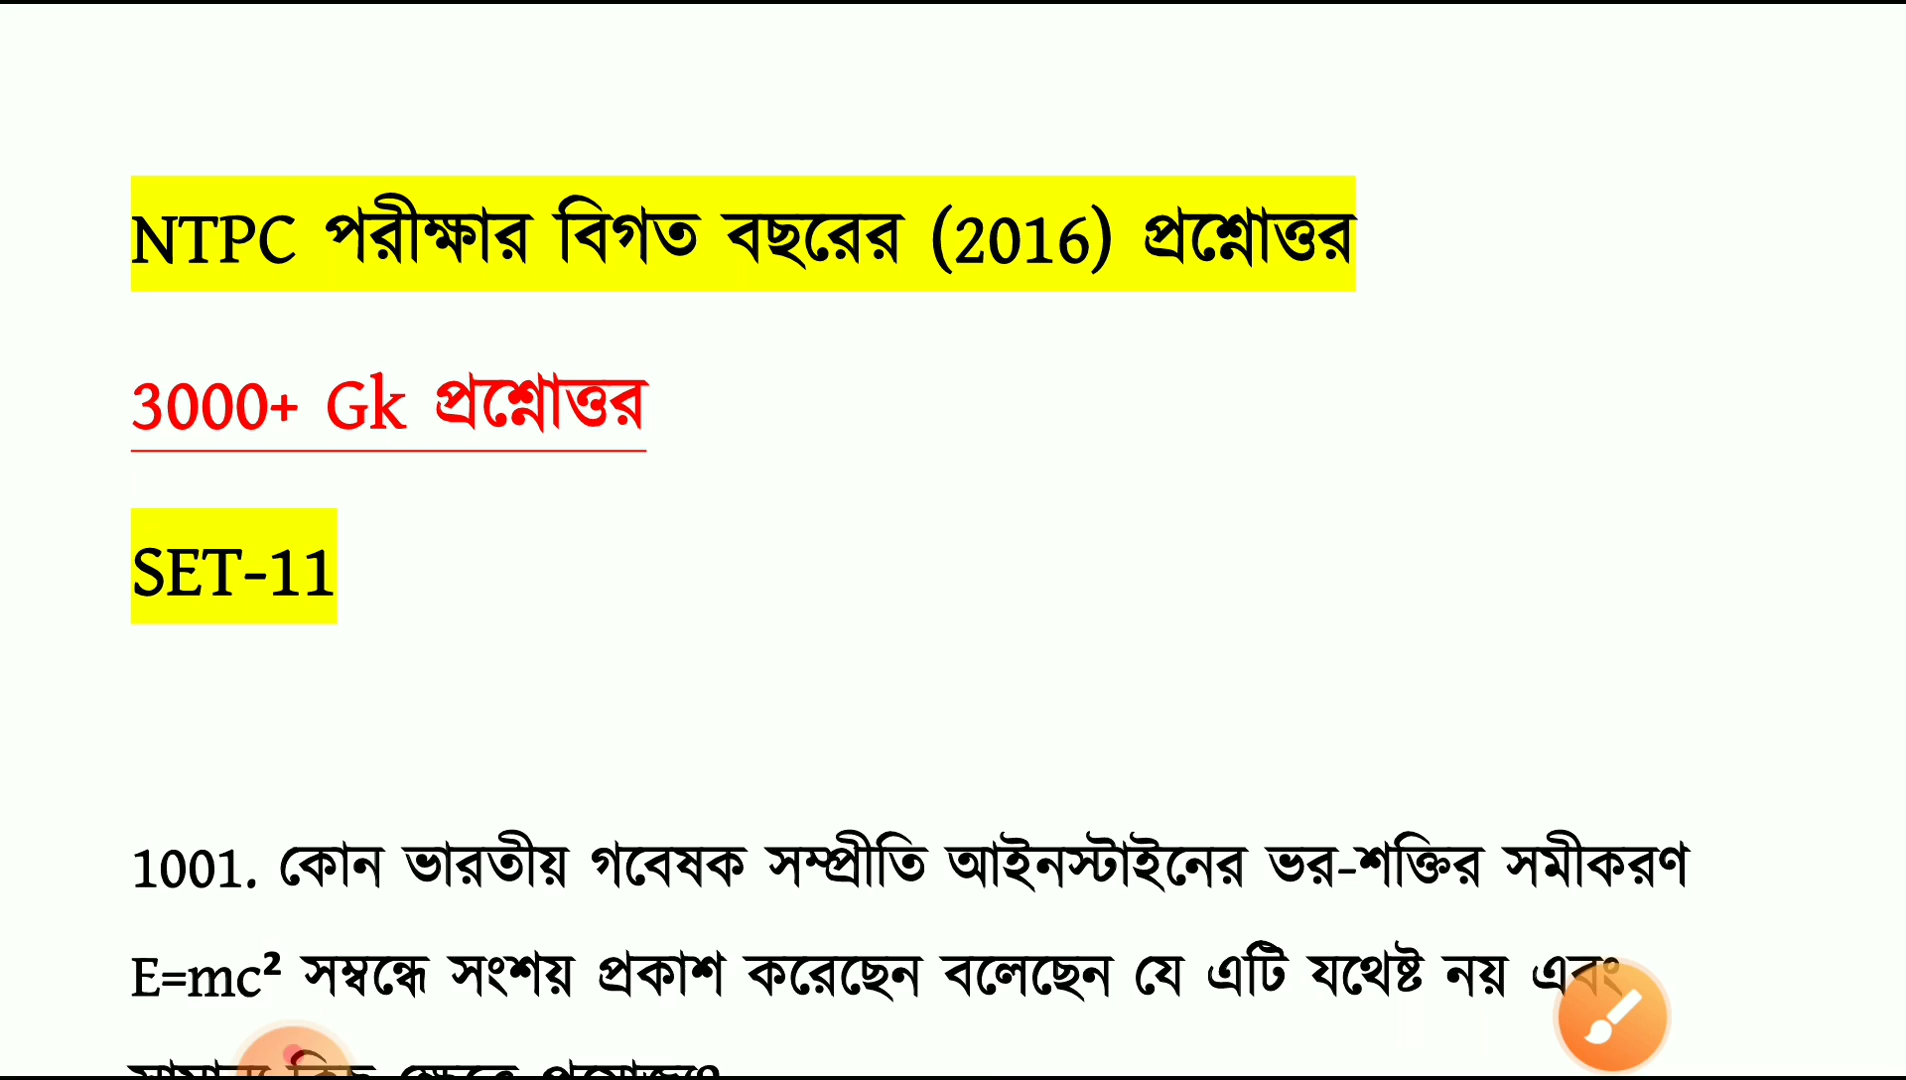 NTPC পরীক্ষার বিগত বছরের (2016) প্রশ্নোত্তর
3000+ Gk প্রশ্নোত্তর
SET-11
1001. কোন ভারতীয় গবেষক সম্প্রীতি আইনস্টাইনের ভর-শক্তির সমীকরণ
E=mc² সম্বন্ধে সংশয় প্রকাশ করেছেন বলেছেন যে এটি যথেষ্ট নয় এবং